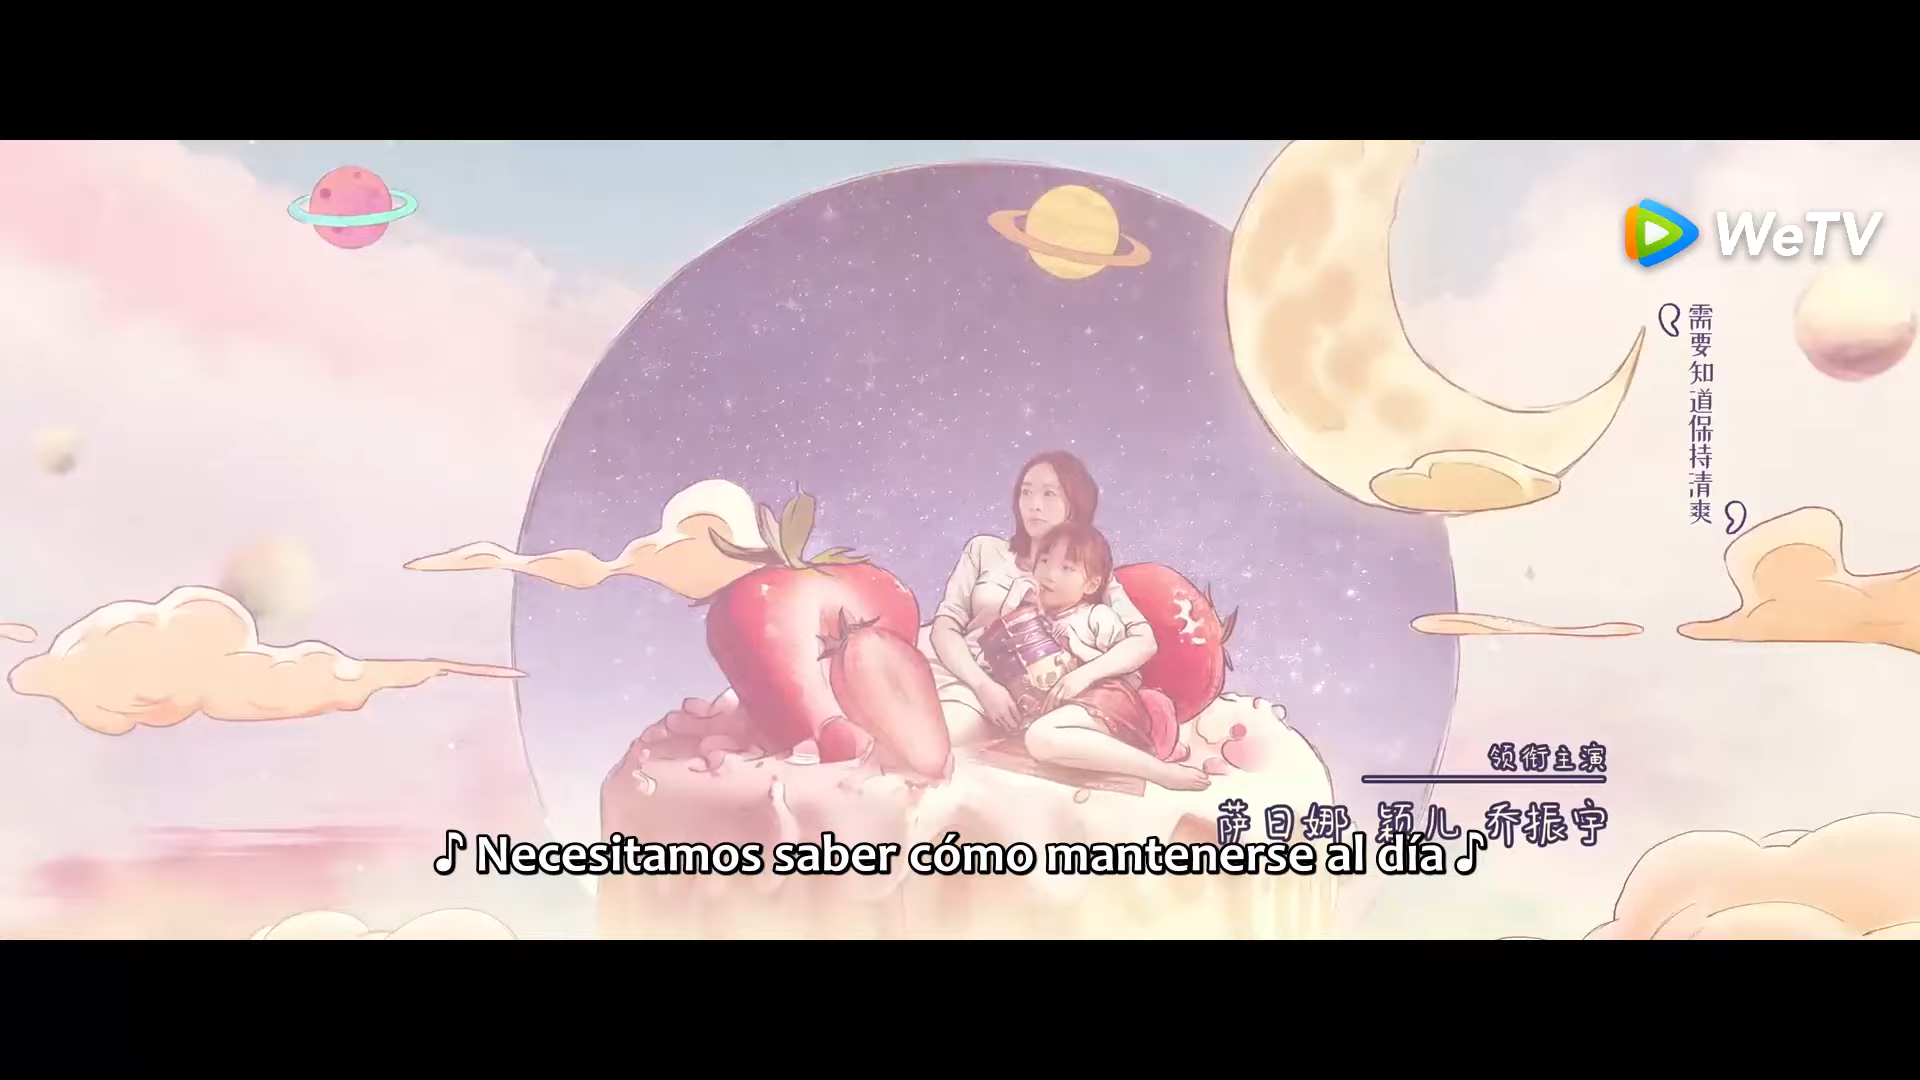 WeTV
需要知道保持清爽
领衔主演
萨日娜 颖儿 乔振宇
♪ Necesitamos saber cómo mantenerse al día ♪